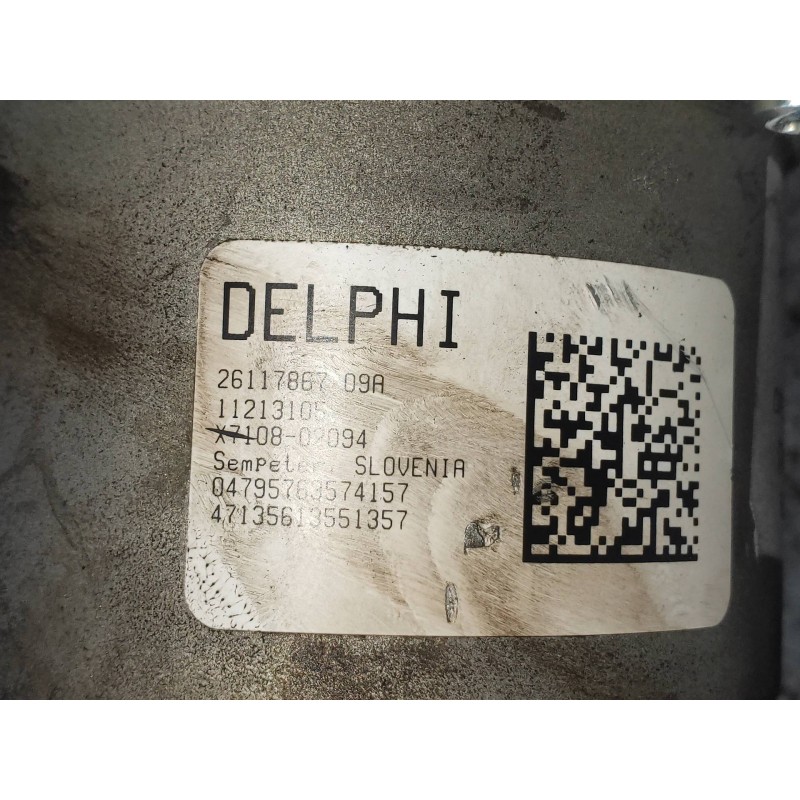 DELPHI
26117867 09A
11213105
X7108-02094
Sempeter, SLOVENIA
04795763574157
47135613551357